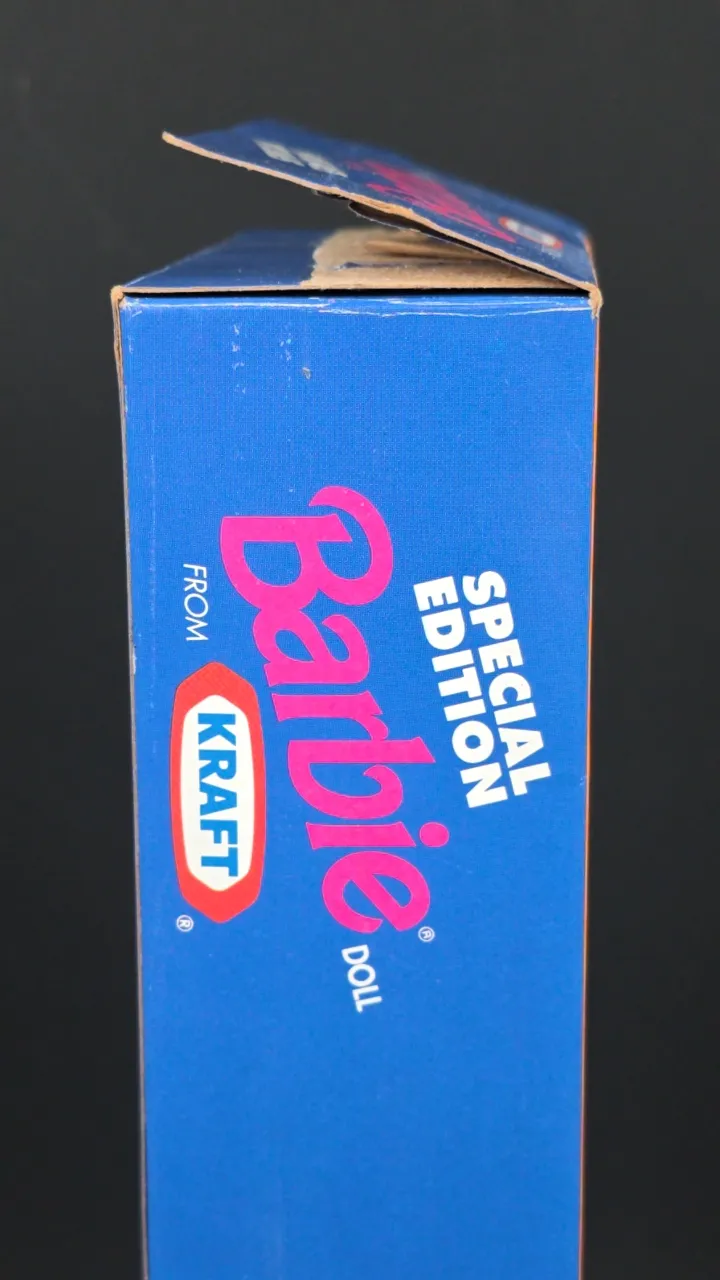 SPECIAL
EDITION
Barbie® DOLL
FROM KRAFT®